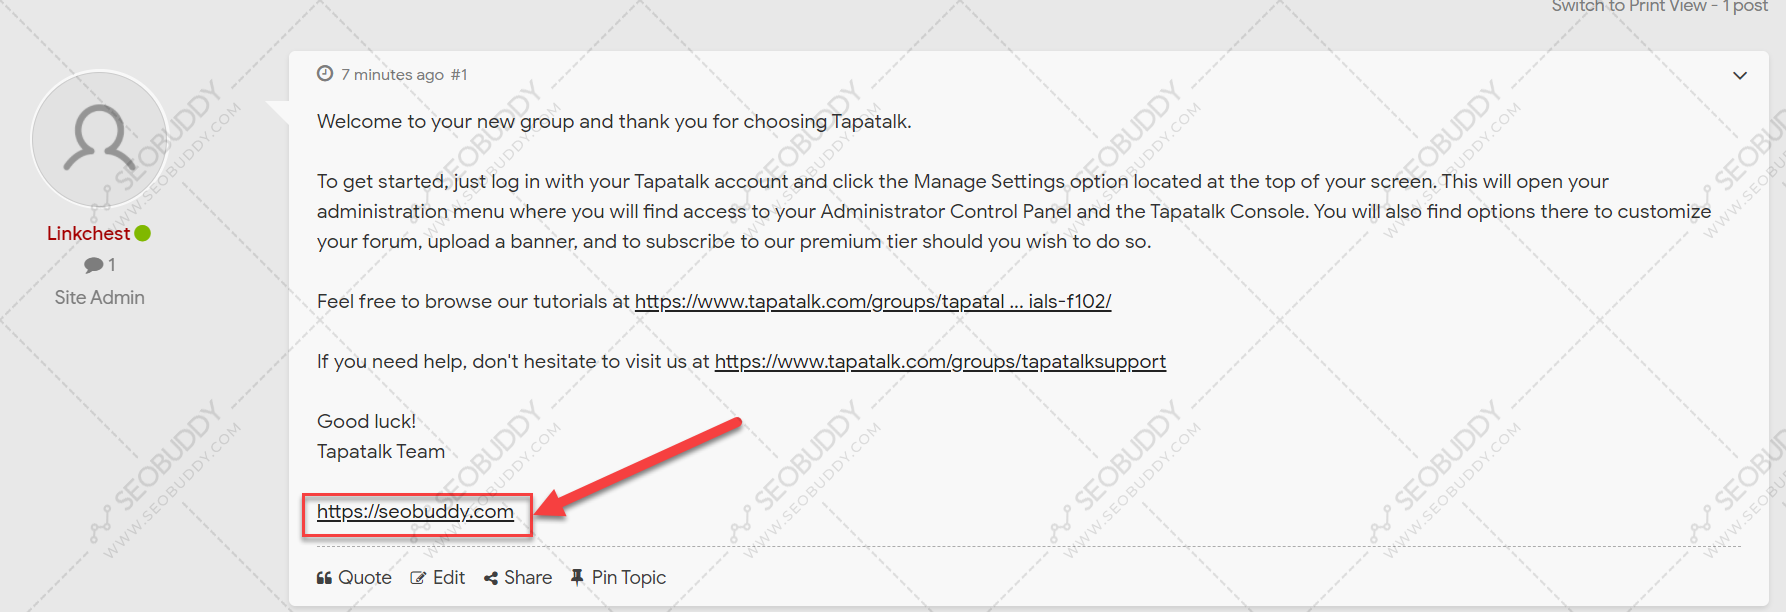 Switch to Print View - 1 post
7 minutes ago #1
Welcome to your new group and thank you for choosing Tapatalk.
To get started, just log in with your Tapatalk account and click the Manage Settings option located at the top of your screen. This will open your
administration menu where you will find access to your Administrator Control Panel and the Tapatalk Console. You will also find options there to customize
your forum, upload a banner, and to subscribe to our premium tier should you wish to do so.
Linkchest
1
Site Admin
Feel free to browse our tutorials at https://www.tapatalk.com/groups/tapatal ... ials-f102/
If you need help, don't hesitate to visit us at https://www.tapatalk.com/groups/tapatalksupport
Good luck!
Tapatalk Team
https://seobuddy.com
Quote Edit Share Pin Topic
SEOBUDDY
WWW.SEOBUDDY.COM